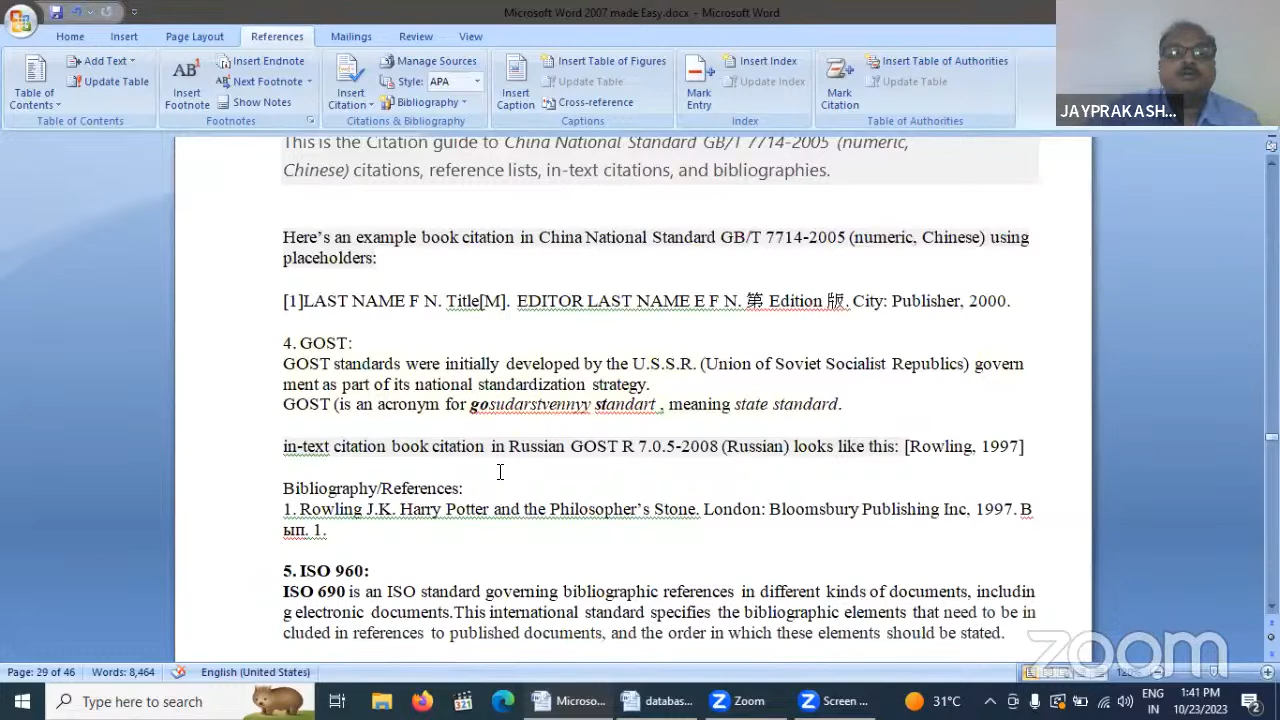 Microsoft Word 2007 made Easy.docx - Microsoft Word
Home Insert Page Layout References Mailings Review View
Table of Contents
Add Text
Update Table
Table of Contents
AB¹
Insert Footnote
Insert Endnote
Next Footnote
Show Notes
Footnotes
Insert Citation
Manage Sources
Style: APA
Bibliography
Citations & Bibliography
Insert Caption
Insert Table of Figures
Update Table
Cross-reference
Captions
Mark Entry
Insert Index
Update Index
Index
Mark Citation
Insert Table of Authorities
Update Table
Table of Authorities
JAYPRAKASH...
This is the Citation guide to China National Standard GB/T 7714-2005 (numeric,
Chinese) citations, reference lists, in-text citations, and bibliographies.
Here's an example book citation in China National Standard GB/T 7714-2005 (numeric, Chinese) using
placeholders:
[1]LAST NAME F N. Title[M]. EDITOR LAST NAME E F N. 第 Edition 版. City: Publisher, 2000.
4. GOST:
GOST standards were initially developed by the U.S.S.R. (Union of Soviet Socialist Republics) govern
ment as part of its national standardization strategy.
GOST (is an acronym for gosudarstvennyy standart , meaning state standard.
in-text citation book citation in Russian GOST R 7.0.5-2008 (Russian) looks like this: [Rowling, 1997]
Bibliography/References:
1. Rowling J.K. Harry Potter and the Philosopher's Stone. London: Bloomsbury Publishing Inc, 1997. В
ып. 1.
5. ISO 960:
ISO 690 is an ISO standard governing bibliographic references in different kinds of documents, includin
g electronic documents.This international standard specifies the bibliographic elements that need to be in
cluded in references to published documents, and the order in which these elements should be stated.
zoom
Page: 29 of 46 Words: 8,464 English (United States)
Type here to search
Microso...
databas...
Zoom
Screen ...
31°C
ENG
IN
1:41 PM
10/23/2023
2